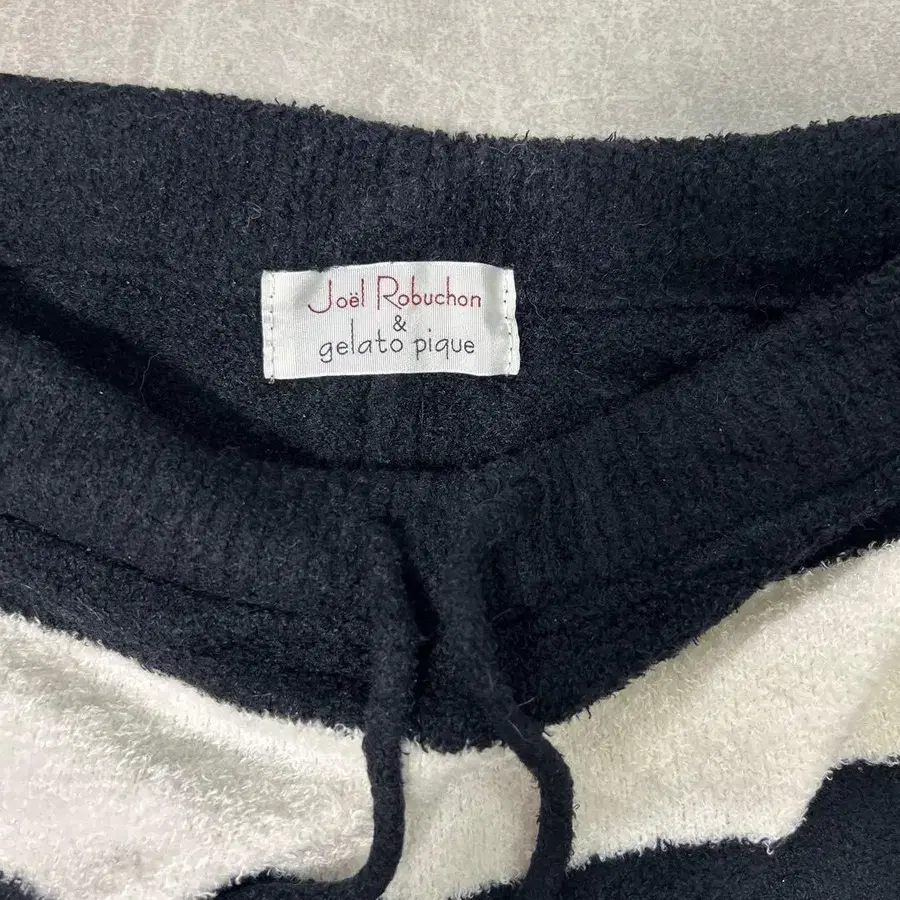 Joël Robuchon
&
gelato pique